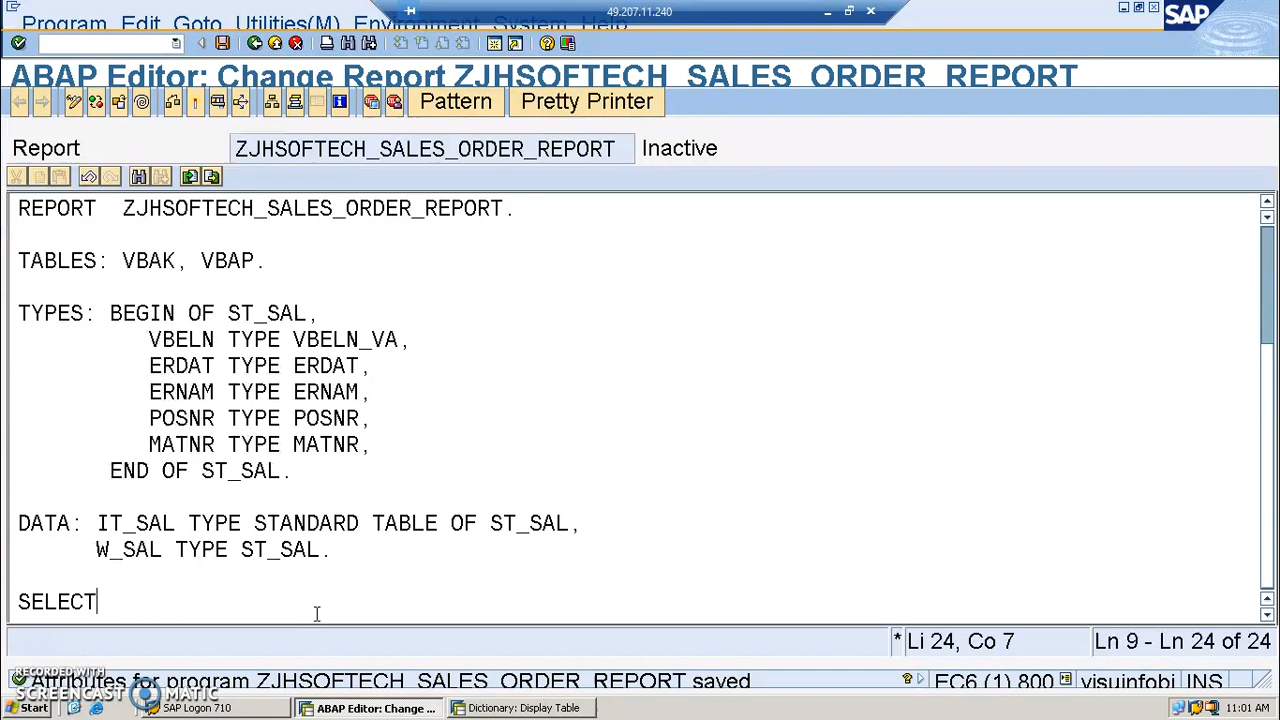 49.207.11.240
Program Edit Goto Utilities(M) Environment System Help
SAP
ABAP Editor: Change Report ZJHSOFTECH_SALES_ORDER_REPORT
Pattern Pretty Printer
Report ZJHSOFTECH_SALES_ORDER_REPORT Inactive
REPORT ZJHSOFTECH_SALES_ORDER_REPORT.
TABLES: VBAK, VBAP.
TYPES: BEGIN OF ST_SAL,
VBELN TYPE VBELN_VA,
ERDAT TYPE ERDAT,
ERNAM TYPE ERNAM,
POSNR TYPE POSNR,
MATNR TYPE MATNR,
END OF ST_SAL.
DATA: IT_SAL TYPE STANDARD TABLE OF ST_SAL,
W_SAL TYPE ST_SAL.
SELECT
* Li 24, Co 7 Ln 9 - Ln 24 of 24
RECORDED WITH
SCREENCAST MATIC
Attributes for program ZJHSOFTECH_SALES_ORDER_REPORT saved EC6 (1) 800 visuinfobi INS
Start SAP Logon 710 ABAP Editor: Change ... Dictionary: Display Table 11:01 AM